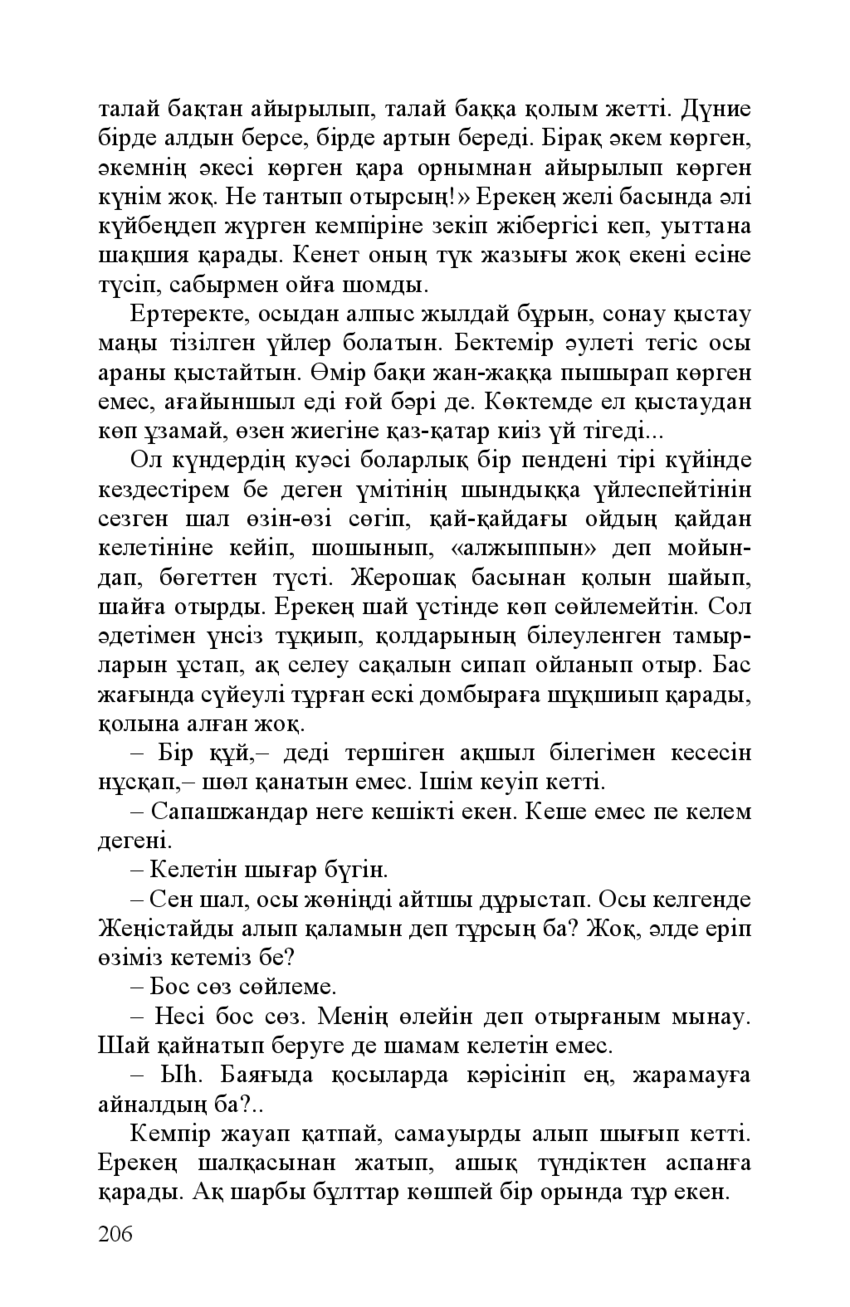 талай бақтан айырылып, талай баққа қолым жетті. Дүние
бірде алдын берсе, бірде артын береді. Бірақ әкем көрген,
әкемнің әкесі көрген қара орнымнан айырылып көрген
күнім жоқ. Не тантып отырсың!» Ерекең желі басында әлі
күйбеңдеп жүрген кемпіріне зекіп жібергісі кеп, уыттана
шақшия қарады. Кенет оның түк жазығы жоқ екені есіне
түсіп, сабырмен ойға шомды.
Ертеректе, осыдан алпыс жылдай бұрын, сонау қыстау
маңы тізілген үйлер болатын. Бектемір әулеті тегіс осы
араны қыстайтын. Өмір бақи жан-жаққа пышырап көрген
емес, ағайыншыл еді ғой бәрі де. Көктемде ел қыстаудан
көп ұзамай, өзен жиегіне қаз-қатар киіз үй тігеді...
Ол күндердің куәсі боларлық бір пендені тірі күйінде
кездестірем бе деген үмітінің шындыққа үйлеспейтінін
сезген шал өзін-өзі сөгіп, қай-қайдағы ойдың қайдан
келетініне кейіп, шошынып, «алжыппын» деп мойын-
дап, бөгеттен түсті. Жерошақ басынан қолын шайып,
шайға отырды. Ерекең шай үстінде көп сөйлемейтін. Сол
әдетімен үнсіз тұқиып, қолдарының білеуленген тамыр-
ларын ұстап, ақ селеу сақалын сипап ойланып отыр. Бас
жағында сүйеулі тұрған ескі домбыраға шұқшиып қарады,
қолына алған жоқ.
– Бір құй,– деді тершіген ақшыл білегімен кесесін
нұсқап,– шөл қанатын емес. Ішім кеуіп кетті.
– Сапашжандар неге кешікті екен. Кеше емес пе келем
дегені.
– Келетін шығар бүгін.
– Сен шал, осы жөніңді айтшы дұрыстап. Осы келгенде
Жеңістайды алып қаламын деп тұрсың ба? Жоқ, әлде еріп
өзіміз кетеміз бе?
– Бос сөз сөйлеме.
– Несі бос сөз. Менің өлейін деп отырғаным мынау.
Шай қайнатып беруге де шамам келетін емес.
– Ыһ. Баяғыда қосыларда кәрісініп ең, жарамауға
айналдың ба?..
Кемпір жауап қатпай, самауырды алып шығып кетті.
Ерекең шалқасынан жатып, ашық түндіктен аспанға
қарады. Ақ шарбы бұлттар көшпей бір орында тұр екен.
206